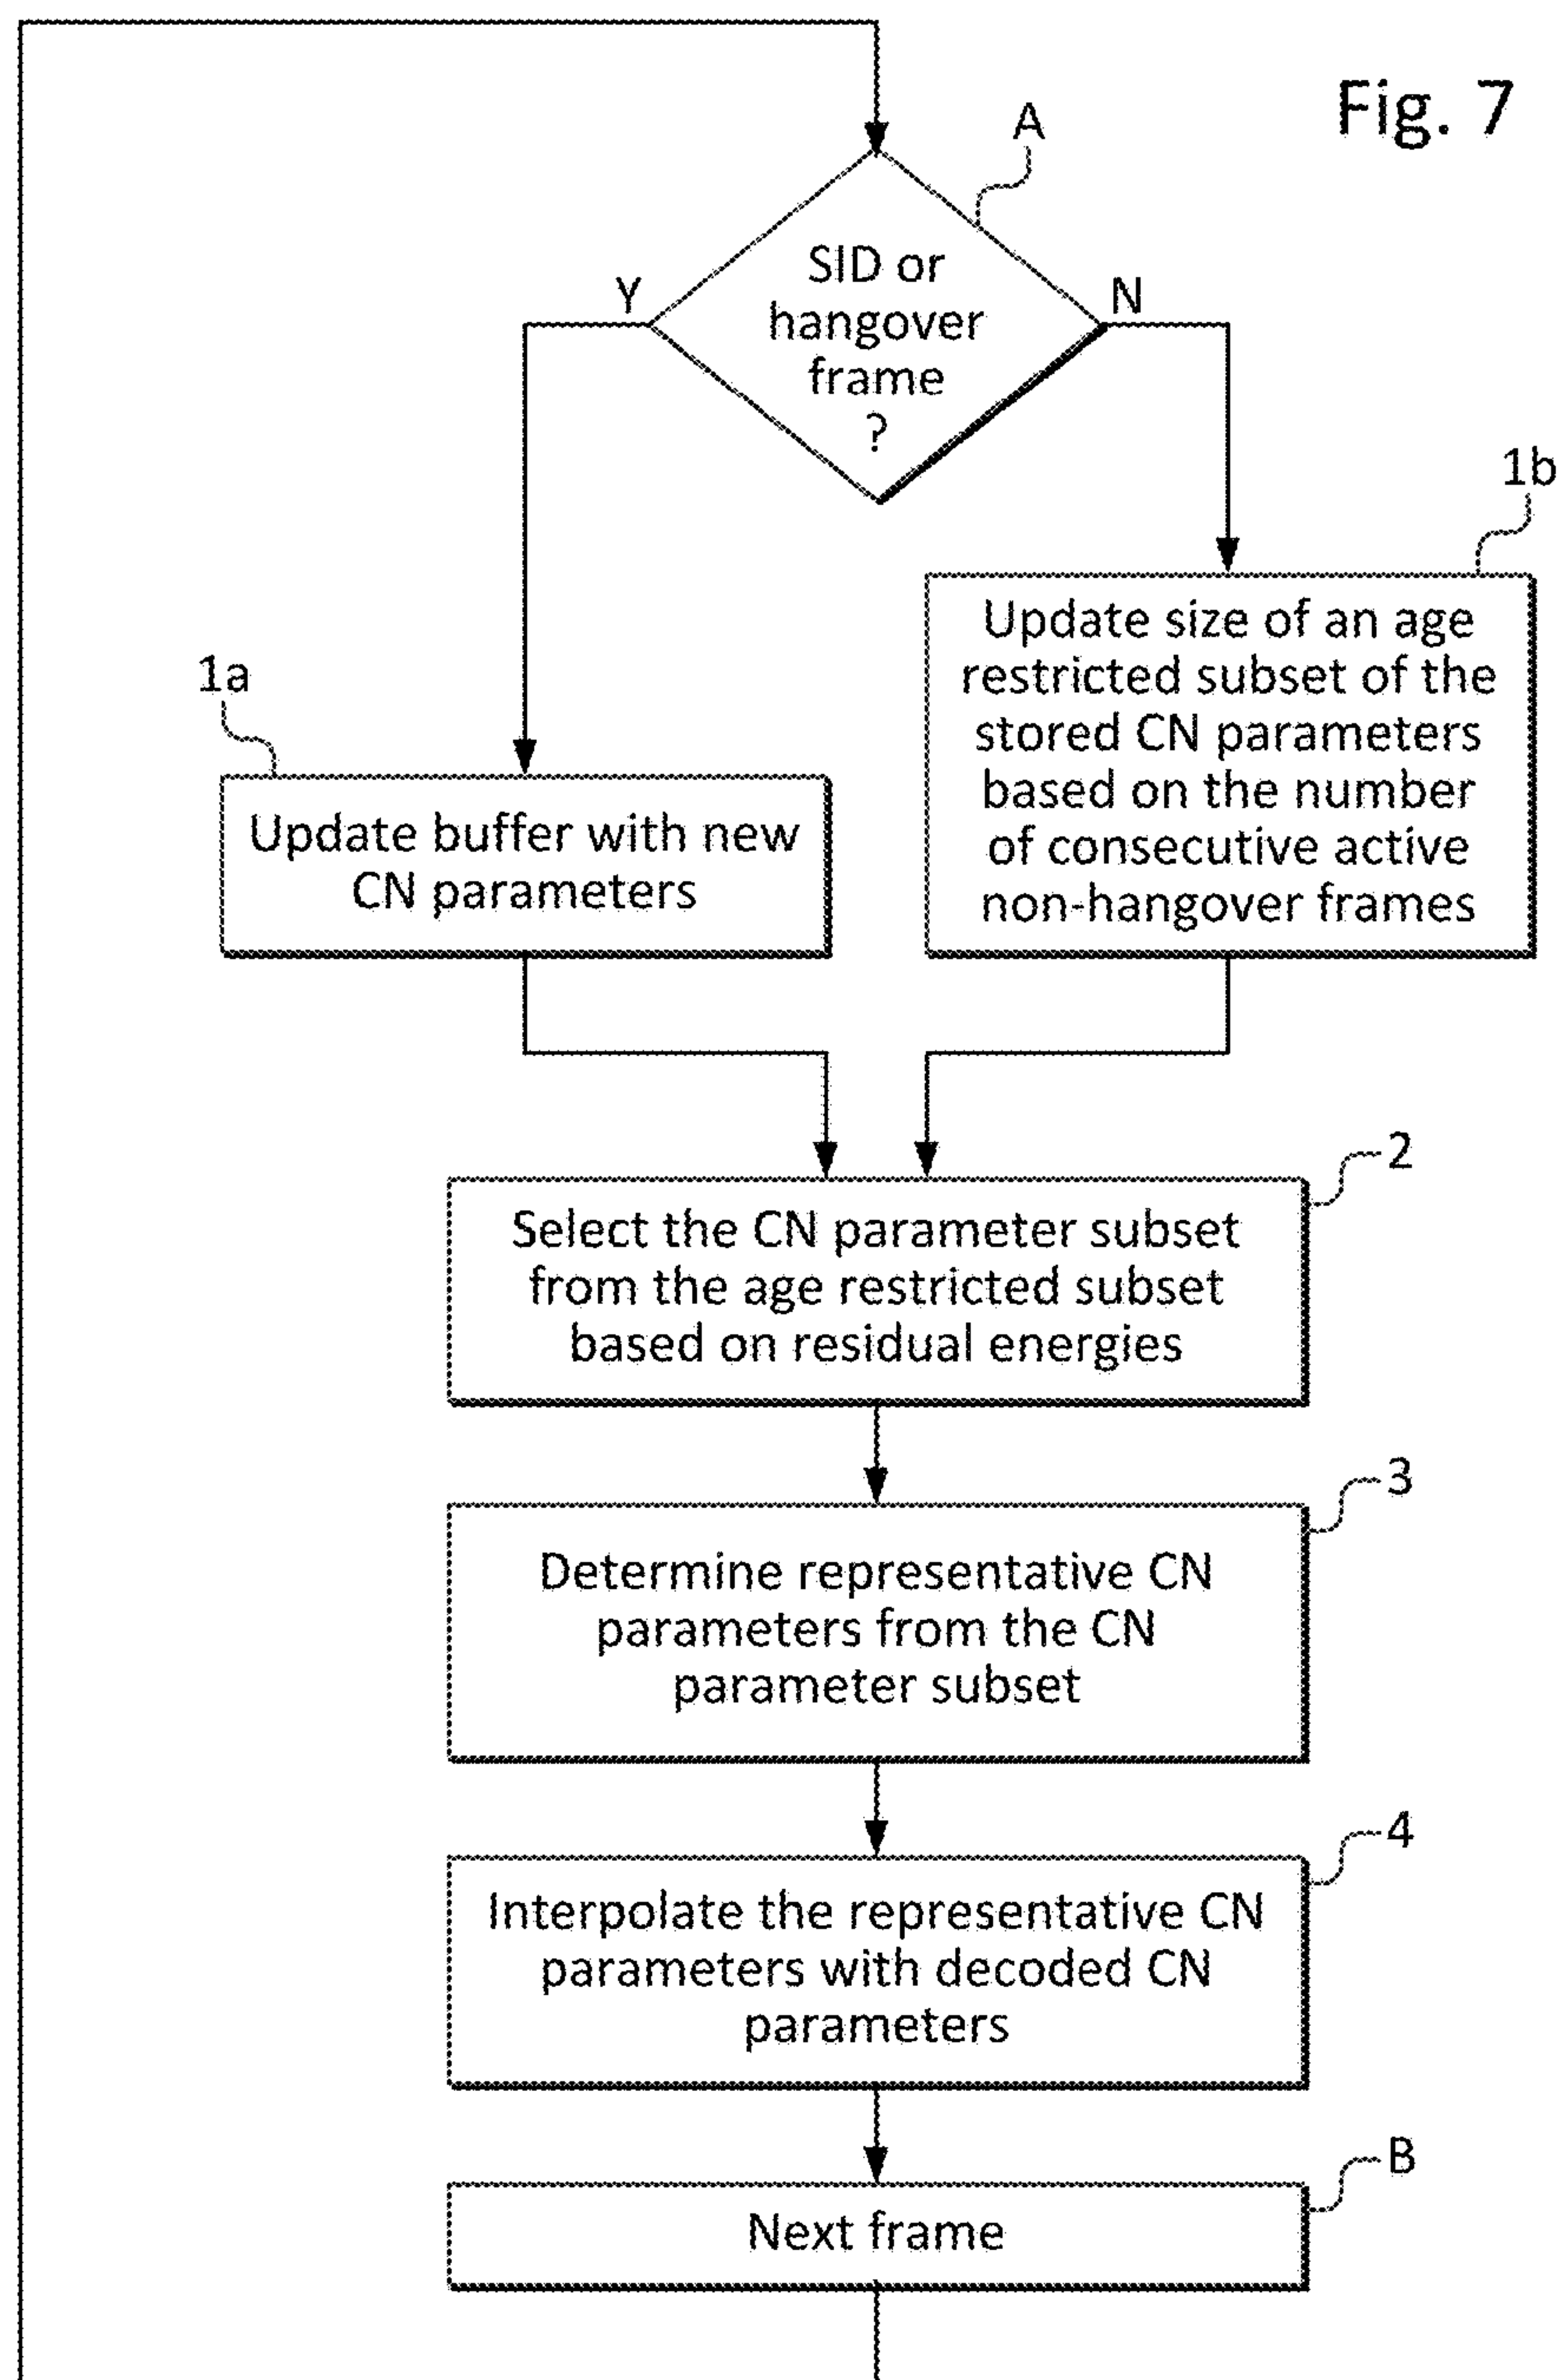 Fig. 7
A
SID or
hangover
frame
?
Y
N
1b
Update size of an age
restricted subset of the
stored CN parameters
based on the number
of consecutive active
non-hangover frames
1a
Update buffer with new
CN parameters
2
Select the CN parameter subset
from the age restricted subset
based on residual energies
3
Determine representative CN
parameters from the CN
parameter subset
4
Interpolate the representative CN
parameters with decoded CN
parameters
B
Next frame